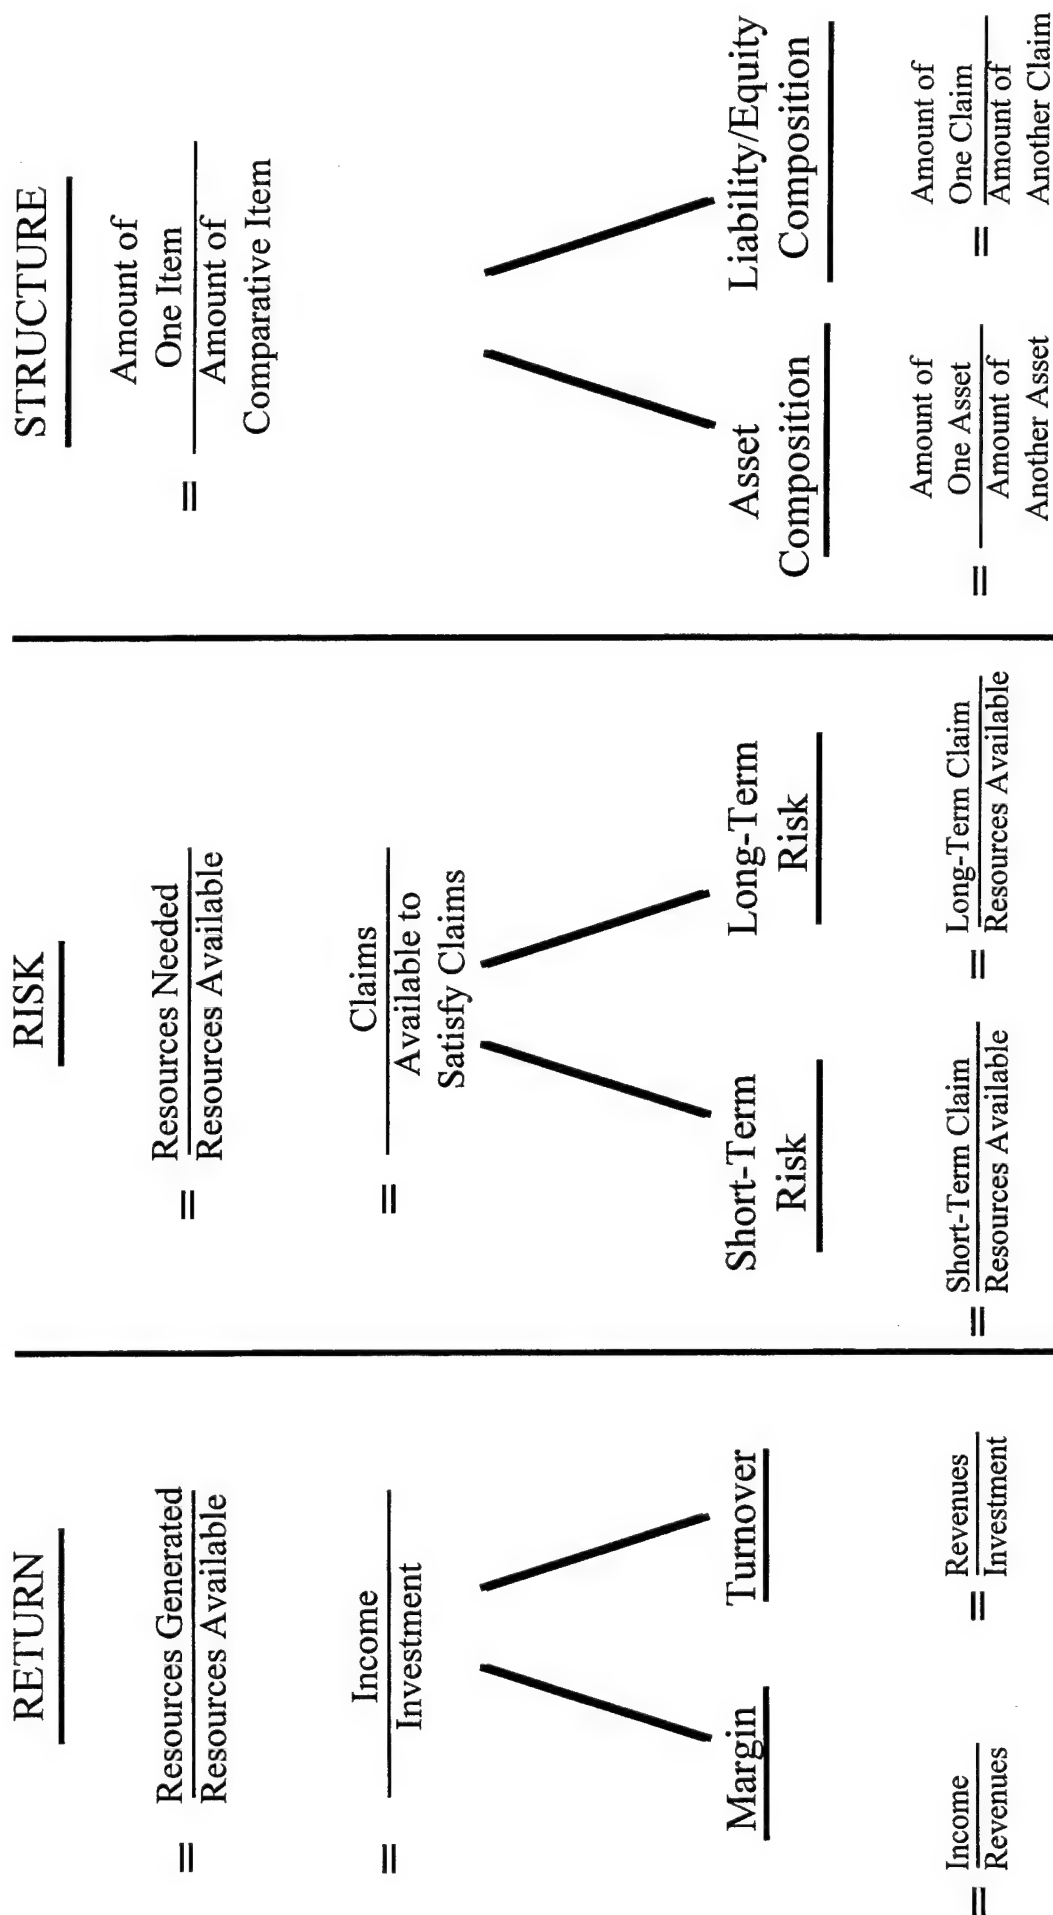 RETURN
= Resources Generated
Resources Available
= Income
Investment
Margin
= Income
Revenues
Turnover
= Revenues
Investment
RISK
= Resources Needed
Resources Available
= Claims
Available to
Satisfy Claims
Short-Term
Risk
= Short-Term Claim
Resources Available
Long-Term
Risk
= Long-Term Claim
Resources Available
STRUCTURE
Amount of
= One Item
Amount of
Comparative Item
Asset
Composition
Amount of
= One Asset
Amount of
Another Asset
Liability/Equity
Composition
Amount of
= One Claim
Amount of
Another Claim